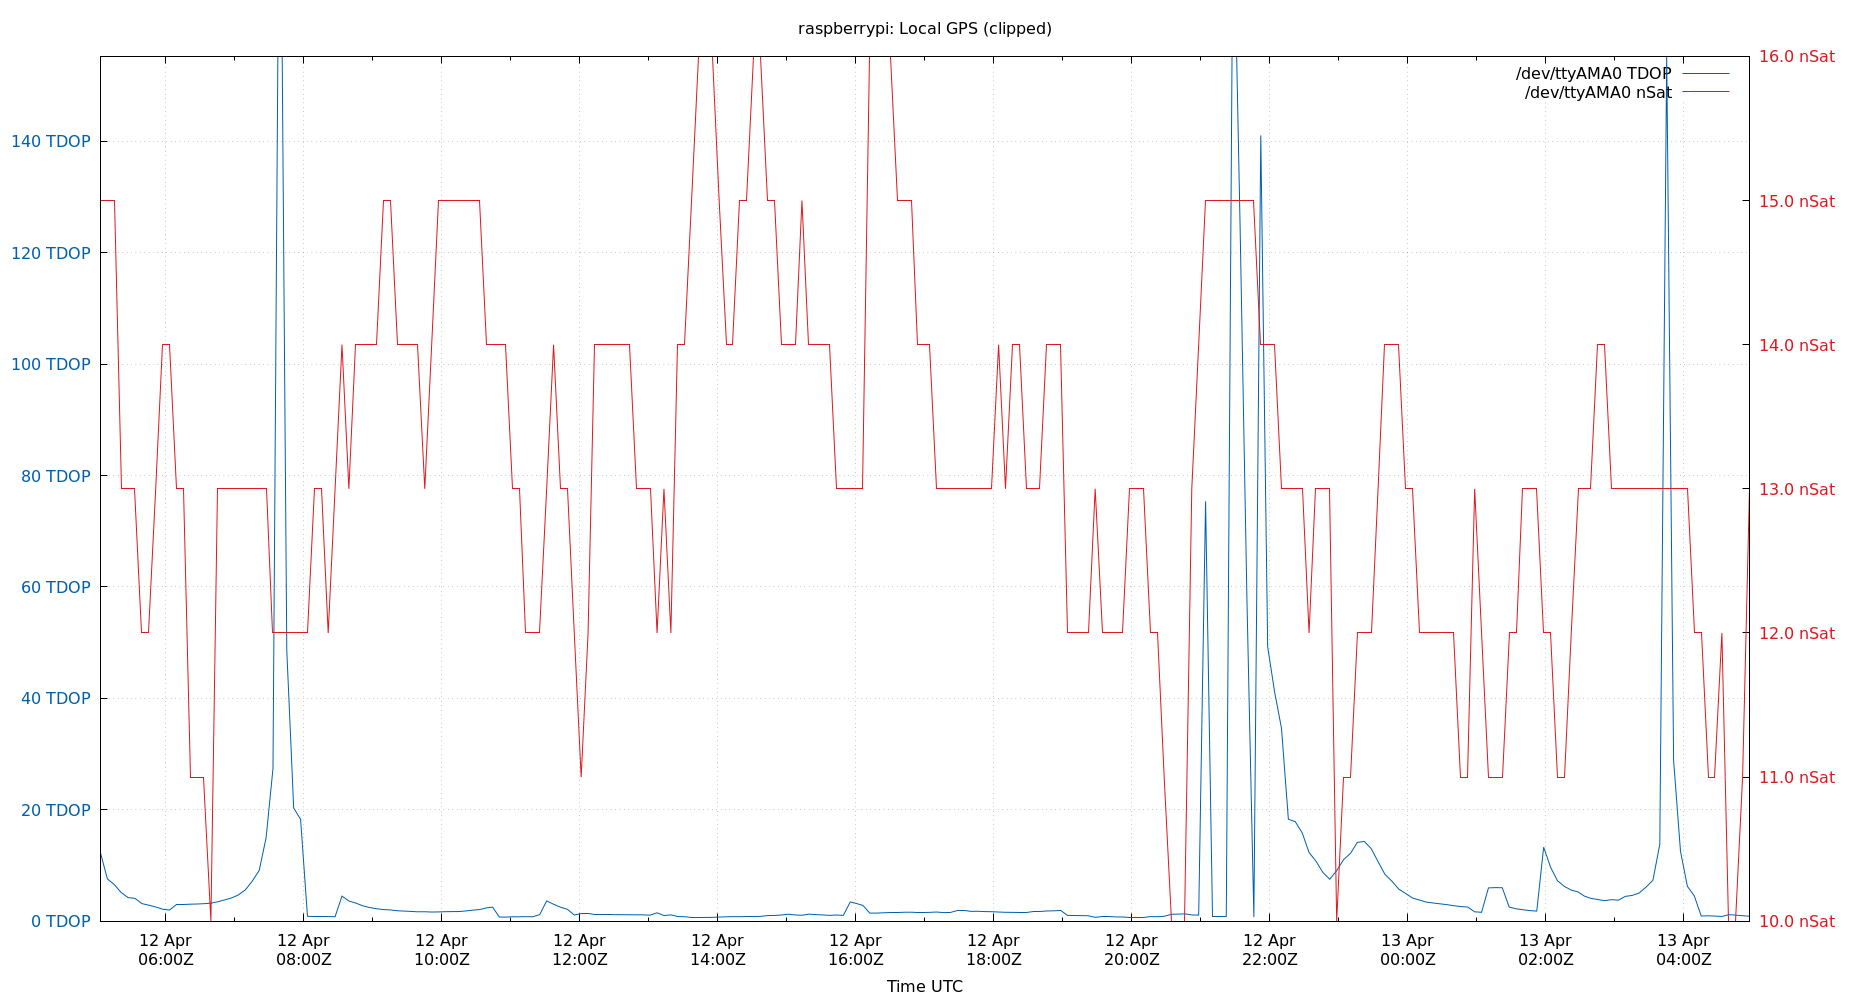 raspberrypi: Local GPS (clipped)
/dev/ttyAMA0 TDOP
/dev/ttyAMA0 nSat
140 TDOP
120 TDOP
100 TDOP
80 TDOP
60 TDOP
40 TDOP
20 TDOP
0 TDOP
16.0 nSat
15.0 nSat
14.0 nSat
13.0 nSat
12.0 nSat
11.0 nSat
10.0 nSat
12 Apr
06:00Z
12 Apr
08:00Z
12 Apr
10:00Z
12 Apr
12:00Z
12 Apr
14:00Z
12 Apr
16:00Z
12 Apr
18:00Z
12 Apr
20:00Z
12 Apr
22:00Z
13 Apr
00:00Z
13 Apr
02:00Z
13 Apr
04:00Z
Time UTC